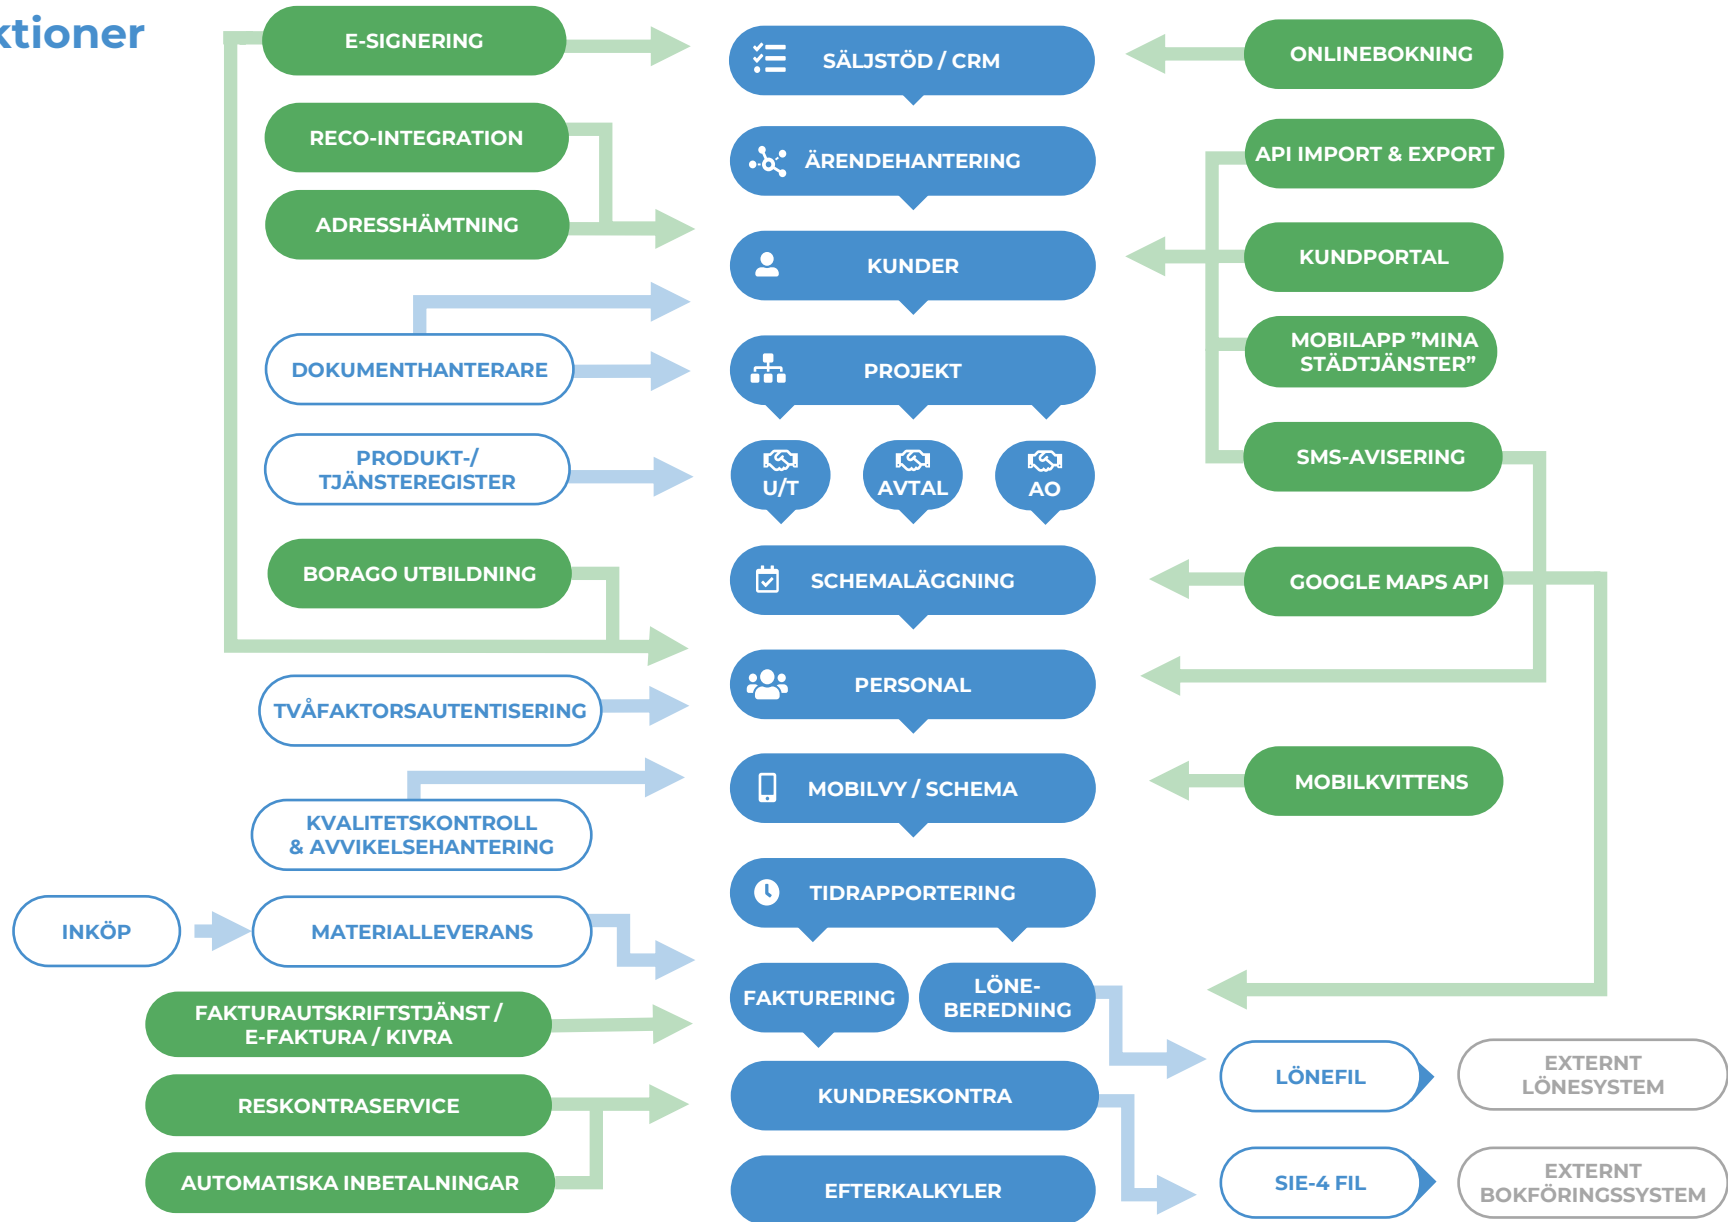 ktioner
E-SIGNERING
RECO-INTEGRATION
ADRESSHÄMTNING
DOKUMENTHANTERARE
PRODUKT-/
TJÄNSTEREGISTER
BORAGO UTBILDNING
TVÅFAKTORSAUTENTISERING
KVALITETSKONTROLL
& AVVIKELSEHANTERING
INKÖP
MATERIALLEVERANS
FAKTURAUTSKRIFTSTJÄNST /
E-FAKTURA / KIVRA
RESKONTRASERVICE
AUTOMATISKA INBETALNINGAR
SÄLJSTÖD / CRM
ÄRENDEHANTERING
KUNDER
PROJEKT
U/T
AVTAL
AO
SCHEMALÄGGNING
PERSONAL
MOBILVY / SCHEMA
TIDRAPPORTERING
FAKTURERING
LÖNE-
BEREDNING
KUNDRESKONTRA
EFTERKALKYLER
ONLINEBOKNING
API IMPORT & EXPORT
KUNDPORTAL
MOBILAPP ”MINA
STÄDTJÄNSTER”
SMS-AVISERING
GOOGLE MAPS API
MOBILKVITTENS
LÖNEFIL
EXTERNT
LÖNESYSTEM
SIE-4 FIL
EXTERNT
BOKFÖRINGSSYSTEM